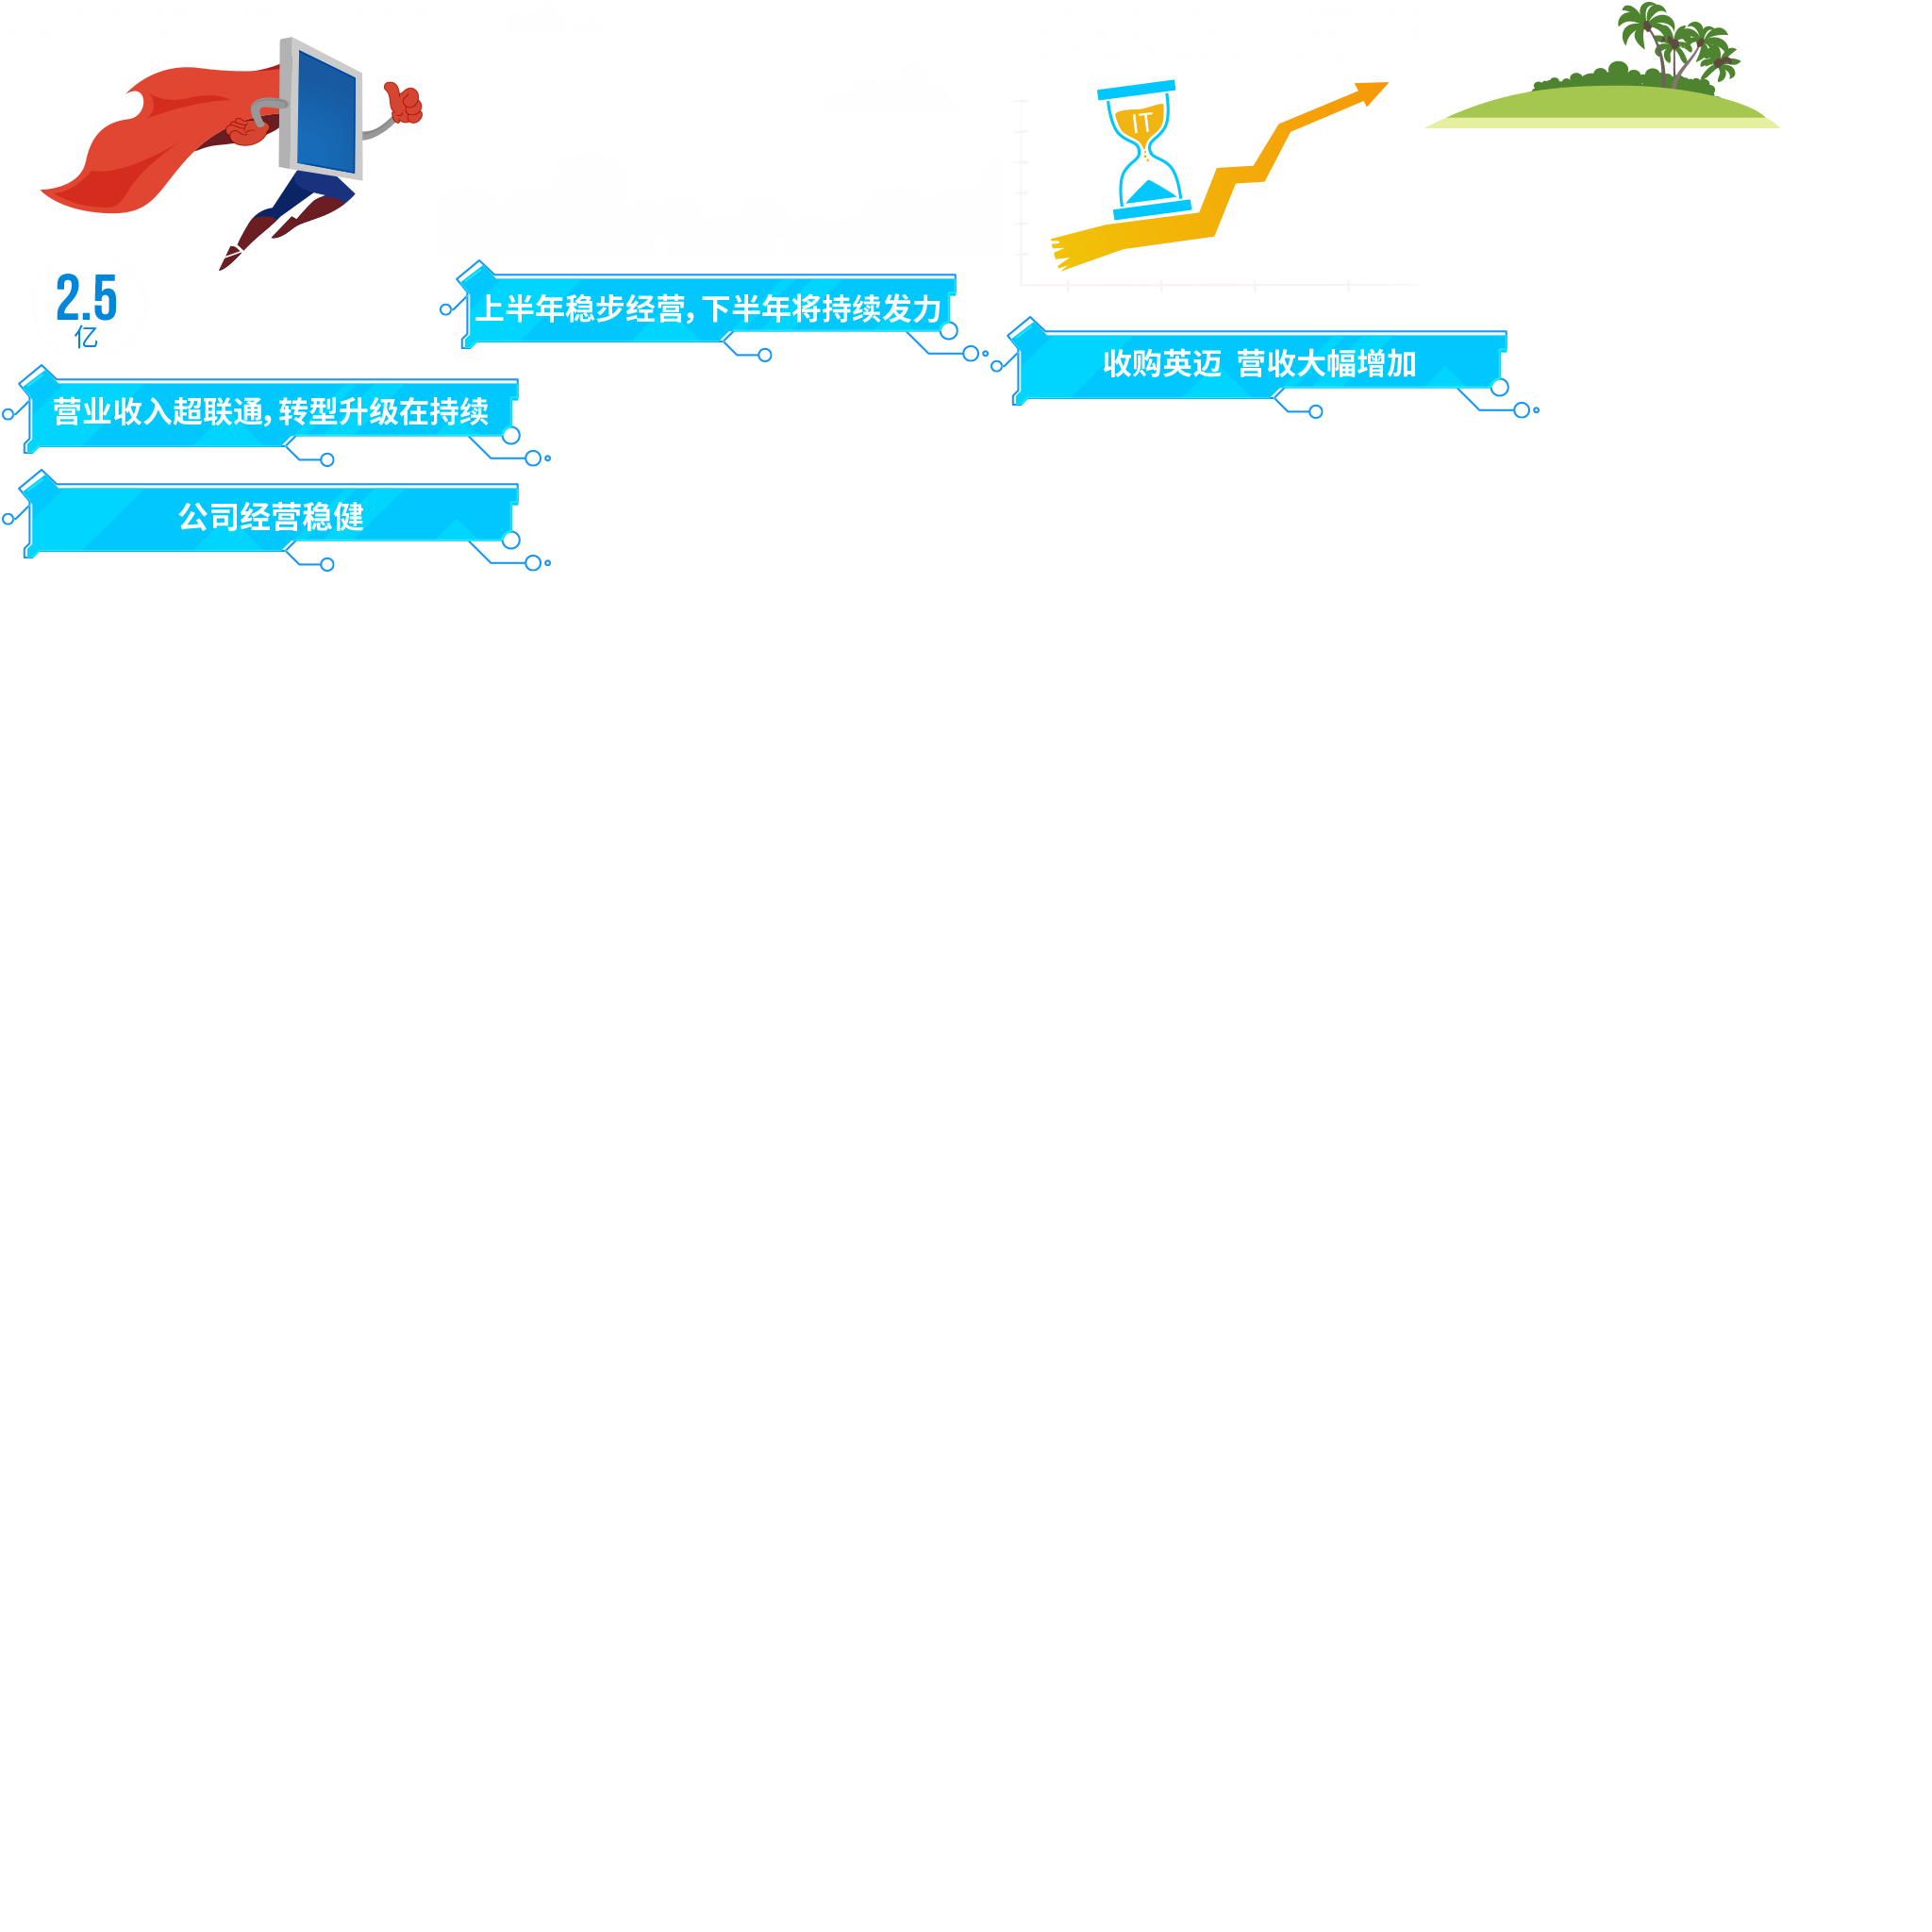 IT
2.5
亿
上半年稳步经营,下半年将持续发力
收购英迈 营收大幅增加
营业收入超联通,转型升级在持续
公司经营稳健